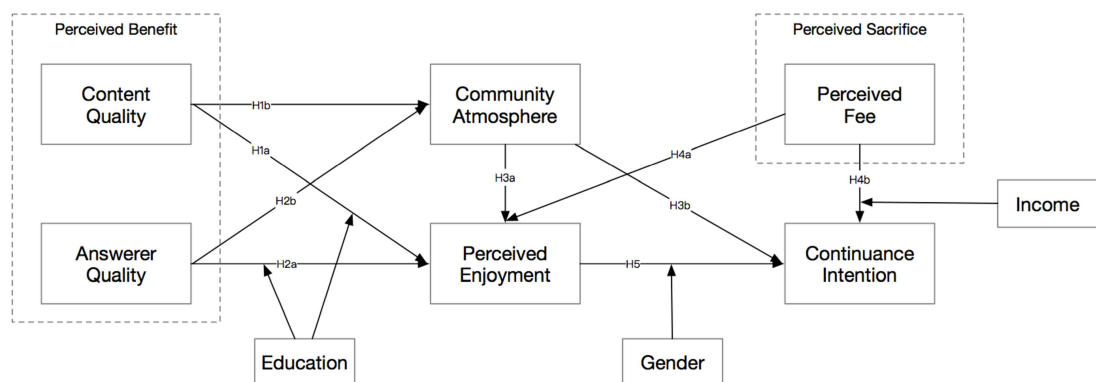 Perceived Benefit
Perceived Sacrifice
Content
Quality
H1b
Community
Atmosphere
Perceived
Fee
H1a
H4a
H3a
H4b
H2b
H3b
Income
Answerer
Quality
H2a
Perceived
Enjoyment
H5
Continuance
Intention
Education
Gender